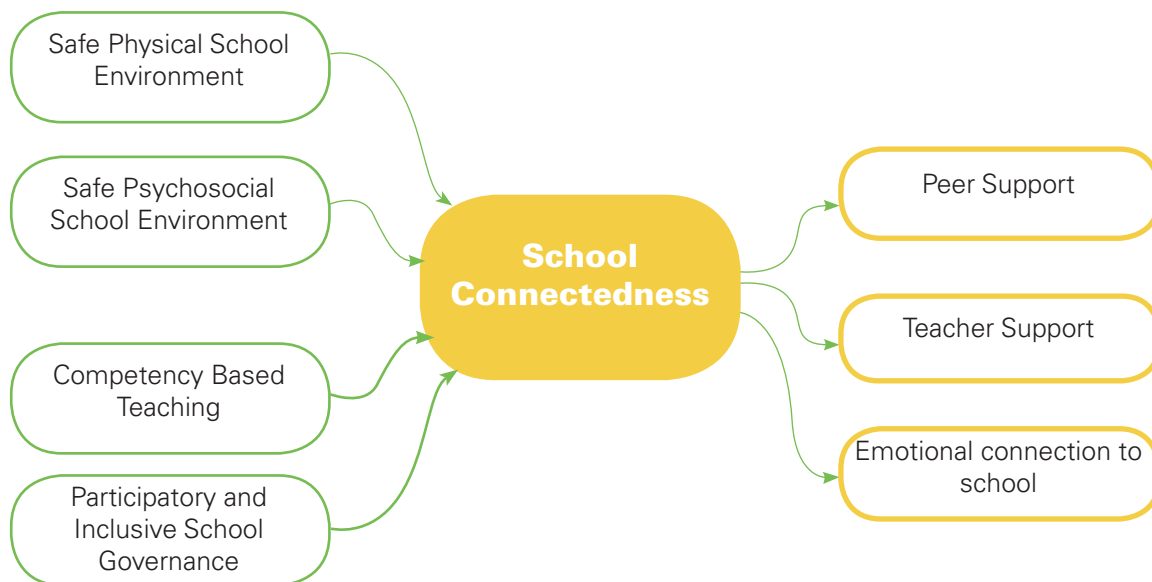 Safe Physical School
Environment
Safe Psychosocial
School Environment
Competency Based
Teaching
Participatory and
Inclusive School
Governance
School
Connectedness
Peer Support
Teacher Support
Emotional connection to
school